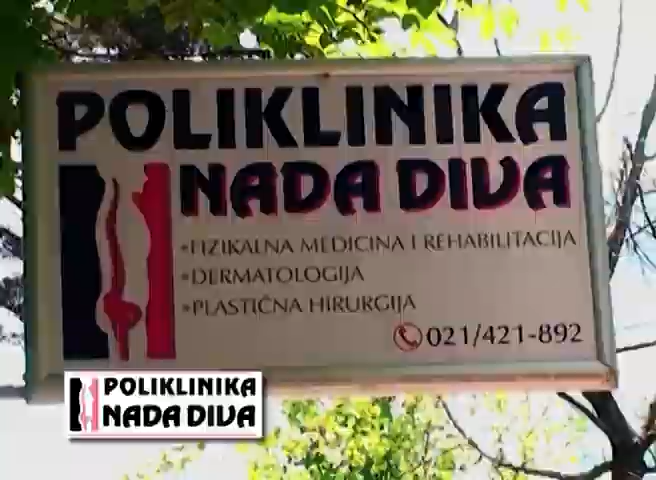 POLIKLINIKA
NADA DIVA
•FIZIKALNA MEDICINA I REHABILITACIJA
•DERMATOLOGIJA
•PLASTIČNA HIRURGIJA
021/421-892
POLIKLINIKA
NADA DIVA